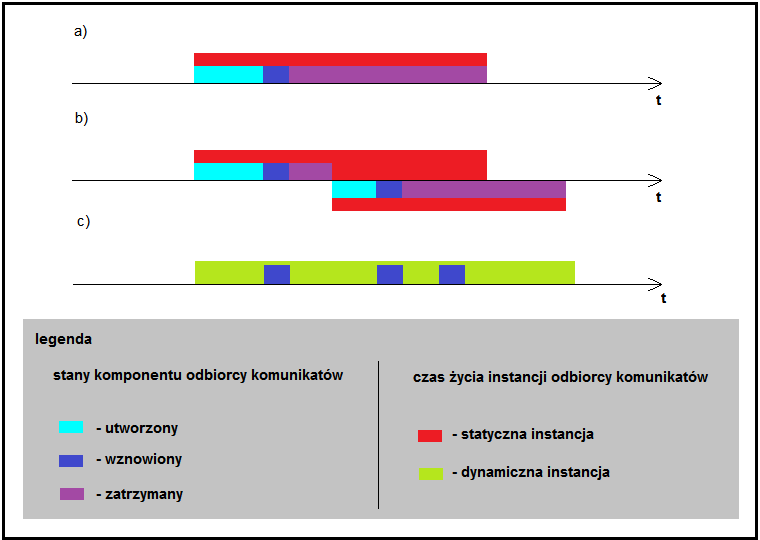 a)
t
b)
t
c)
t
legenda
stany komponentu odbiorcy komunikatów
- utworzony
- wznowiony
- zatrzymany
czas życia instancji odbiorcy komunikatów
- statyczna instancja
- dynamiczna instancja